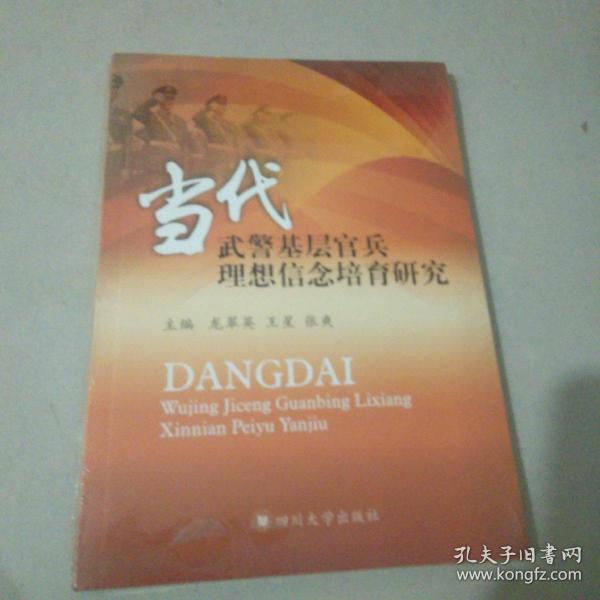 当代
武警基层官兵
理想信念培育研究
主编 龙翠英 王星 张爽
DANGDAI
Wujing Jiceng Guanbing Lixiang
Xinnian Peiyu Yanjiu
四川大学出版社
孔夫子旧书网
www.kongfz.com